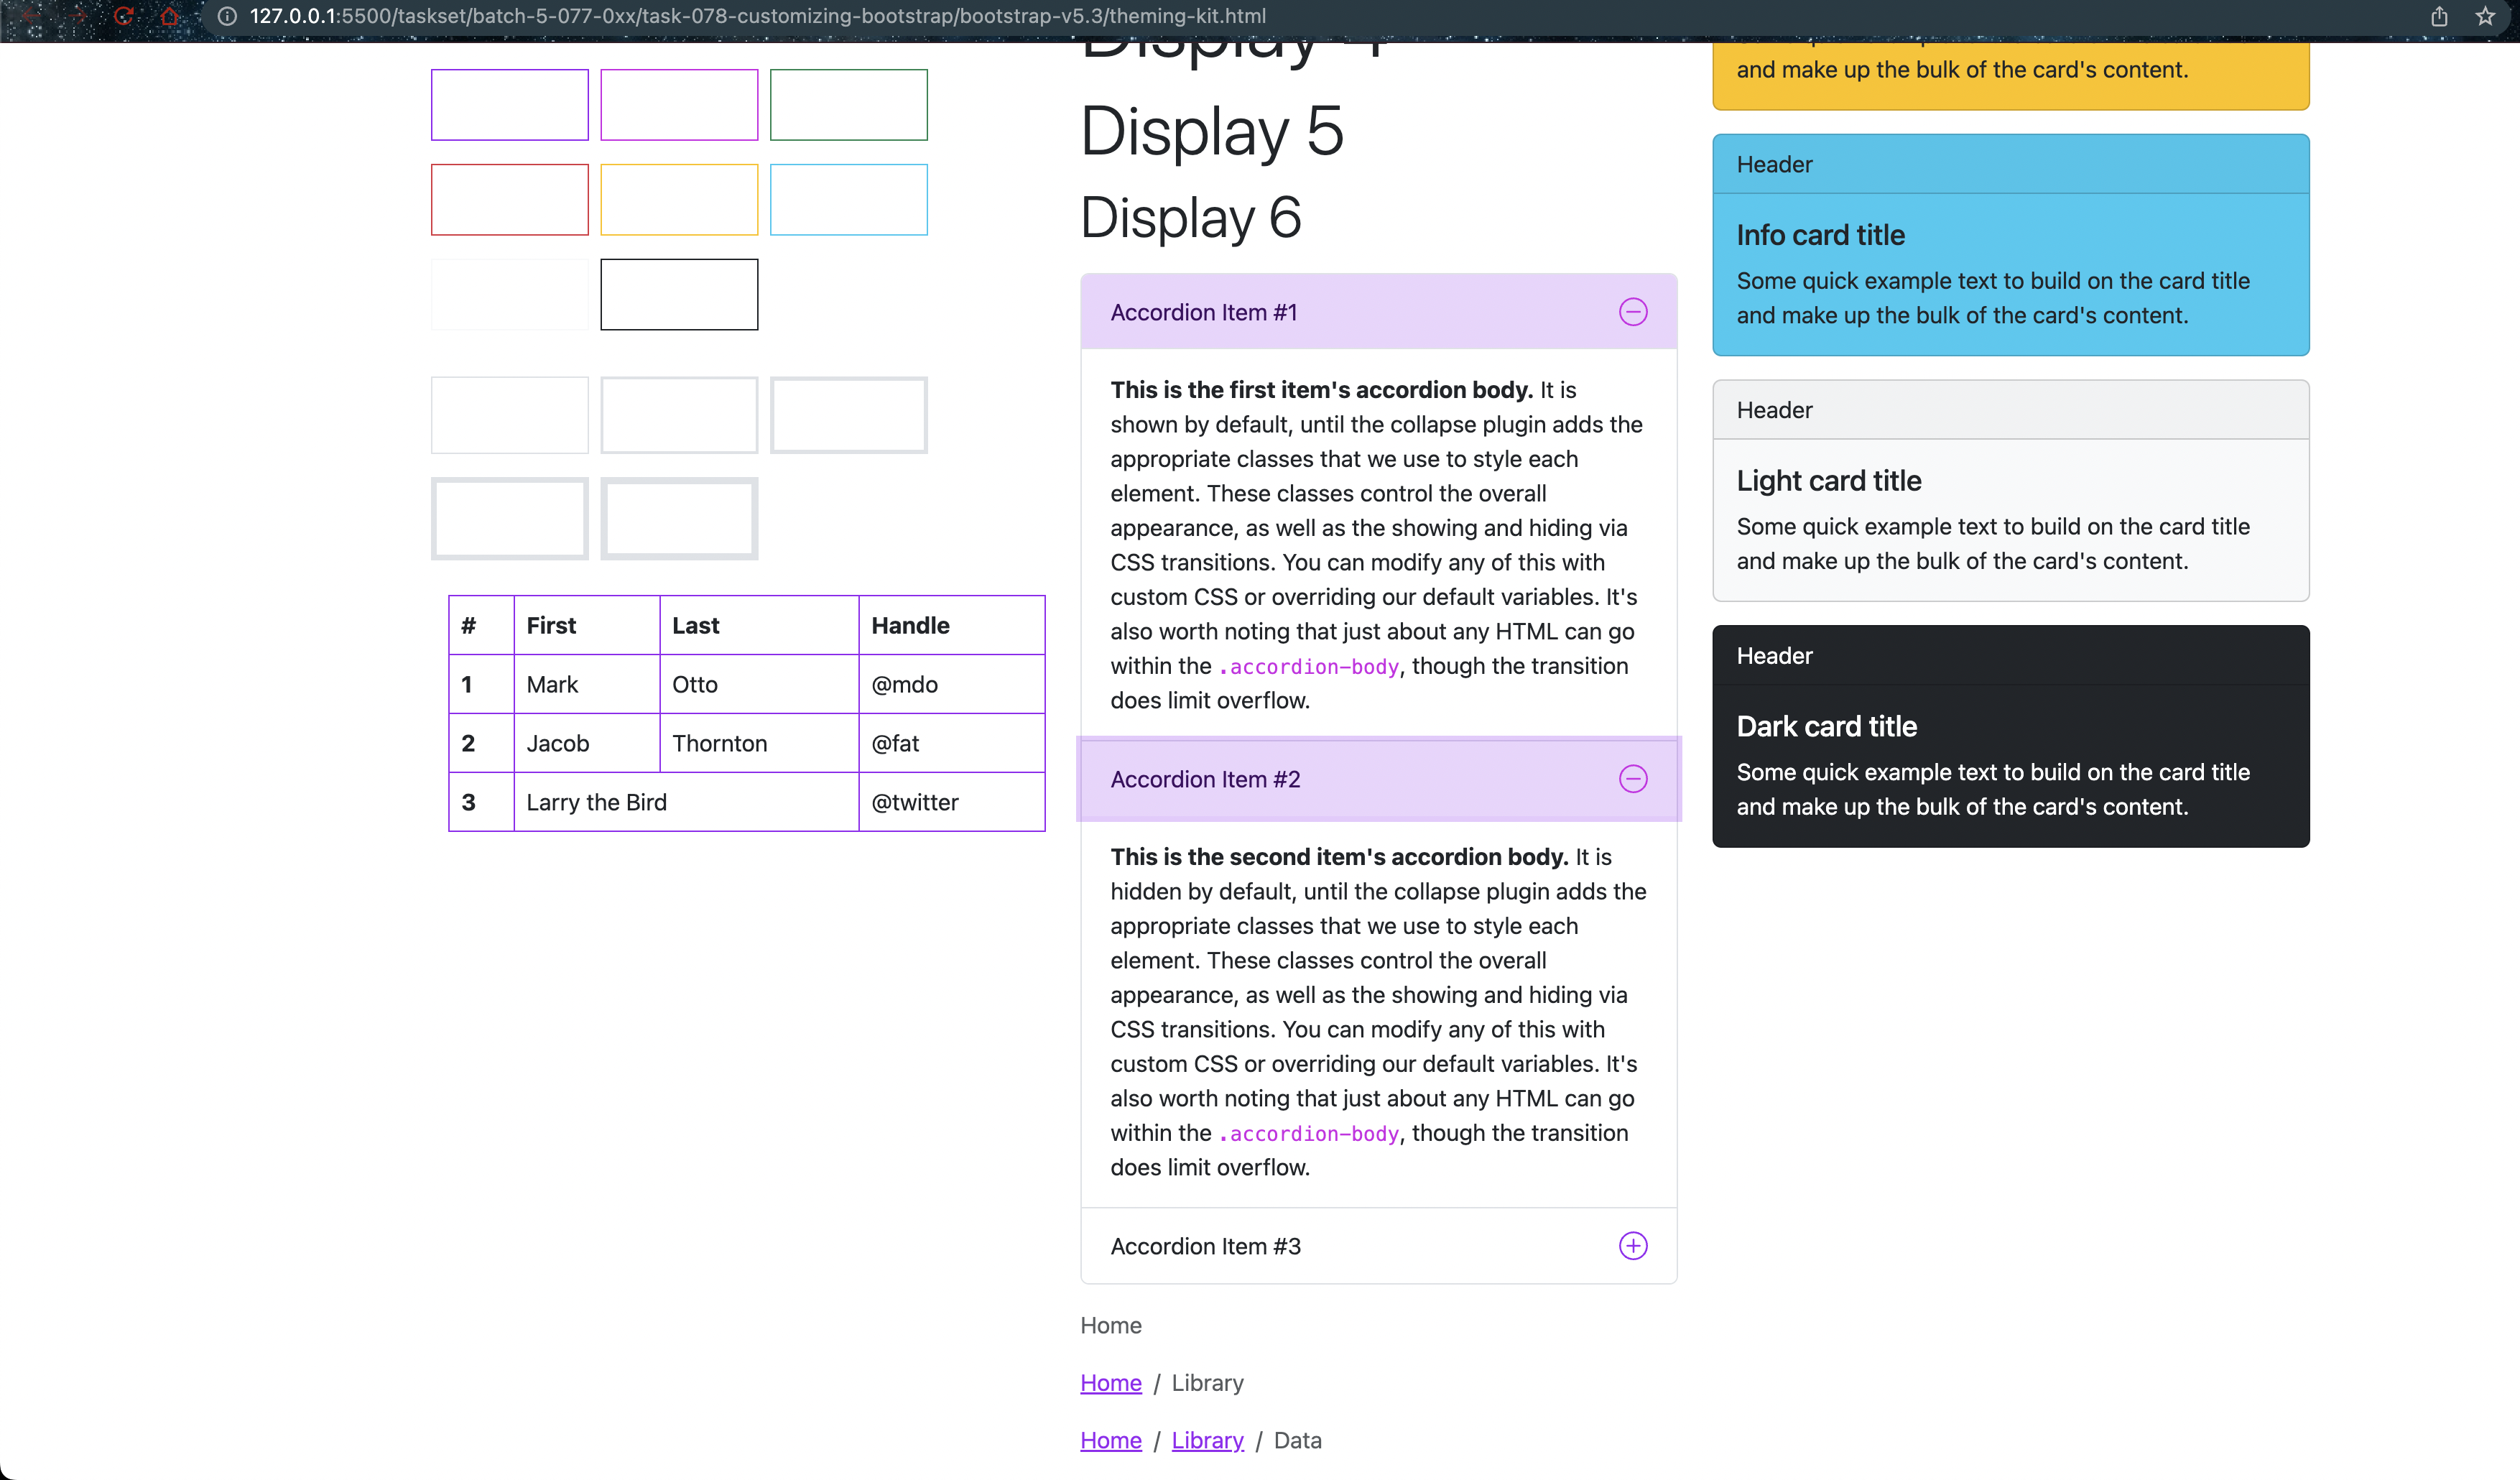 127.0.0.1:5500/taskset/batch-5-077-0xx/task-078-customizing-bootstrap/bootstrap-v5.3/theming-kit.html
# First Last Handle
1 Mark Otto @mdo
2 Jacob Thornton @fat
3 Larry the Bird @twitter
Display 4
Display 5
Display 6
Accordion Item #1
This is the first item's accordion body. It is
shown by default, until the collapse plugin adds the
appropriate classes that we use to style each
element. These classes control the overall
appearance, as well as the showing and hiding via
CSS transitions. You can modify any of this with
custom CSS or overriding our default variables. It's
also worth noting that just about any HTML can go
within the .accordion-body, though the transition
does limit overflow.
Accordion Item #2
This is the second item's accordion body. It is
hidden by default, until the collapse plugin adds the
appropriate classes that we use to style each
element. These classes control the overall
appearance, as well as the showing and hiding via
CSS transitions. You can modify any of this with
custom CSS or overriding our default variables. It's
also worth noting that just about any HTML can go
within the .accordion-body, though the transition
does limit overflow.
Accordion Item #3
Home
Home / Library
Home / Library / Data
and make up the bulk of the card's content.
Header
Info card title
Some quick example text to build on the card title
and make up the bulk of the card's content.
Header
Light card title
Some quick example text to build on the card title
and make up the bulk of the card's content.
Header
Dark card title
Some quick example text to build on the card title
and make up the bulk of the card's content.